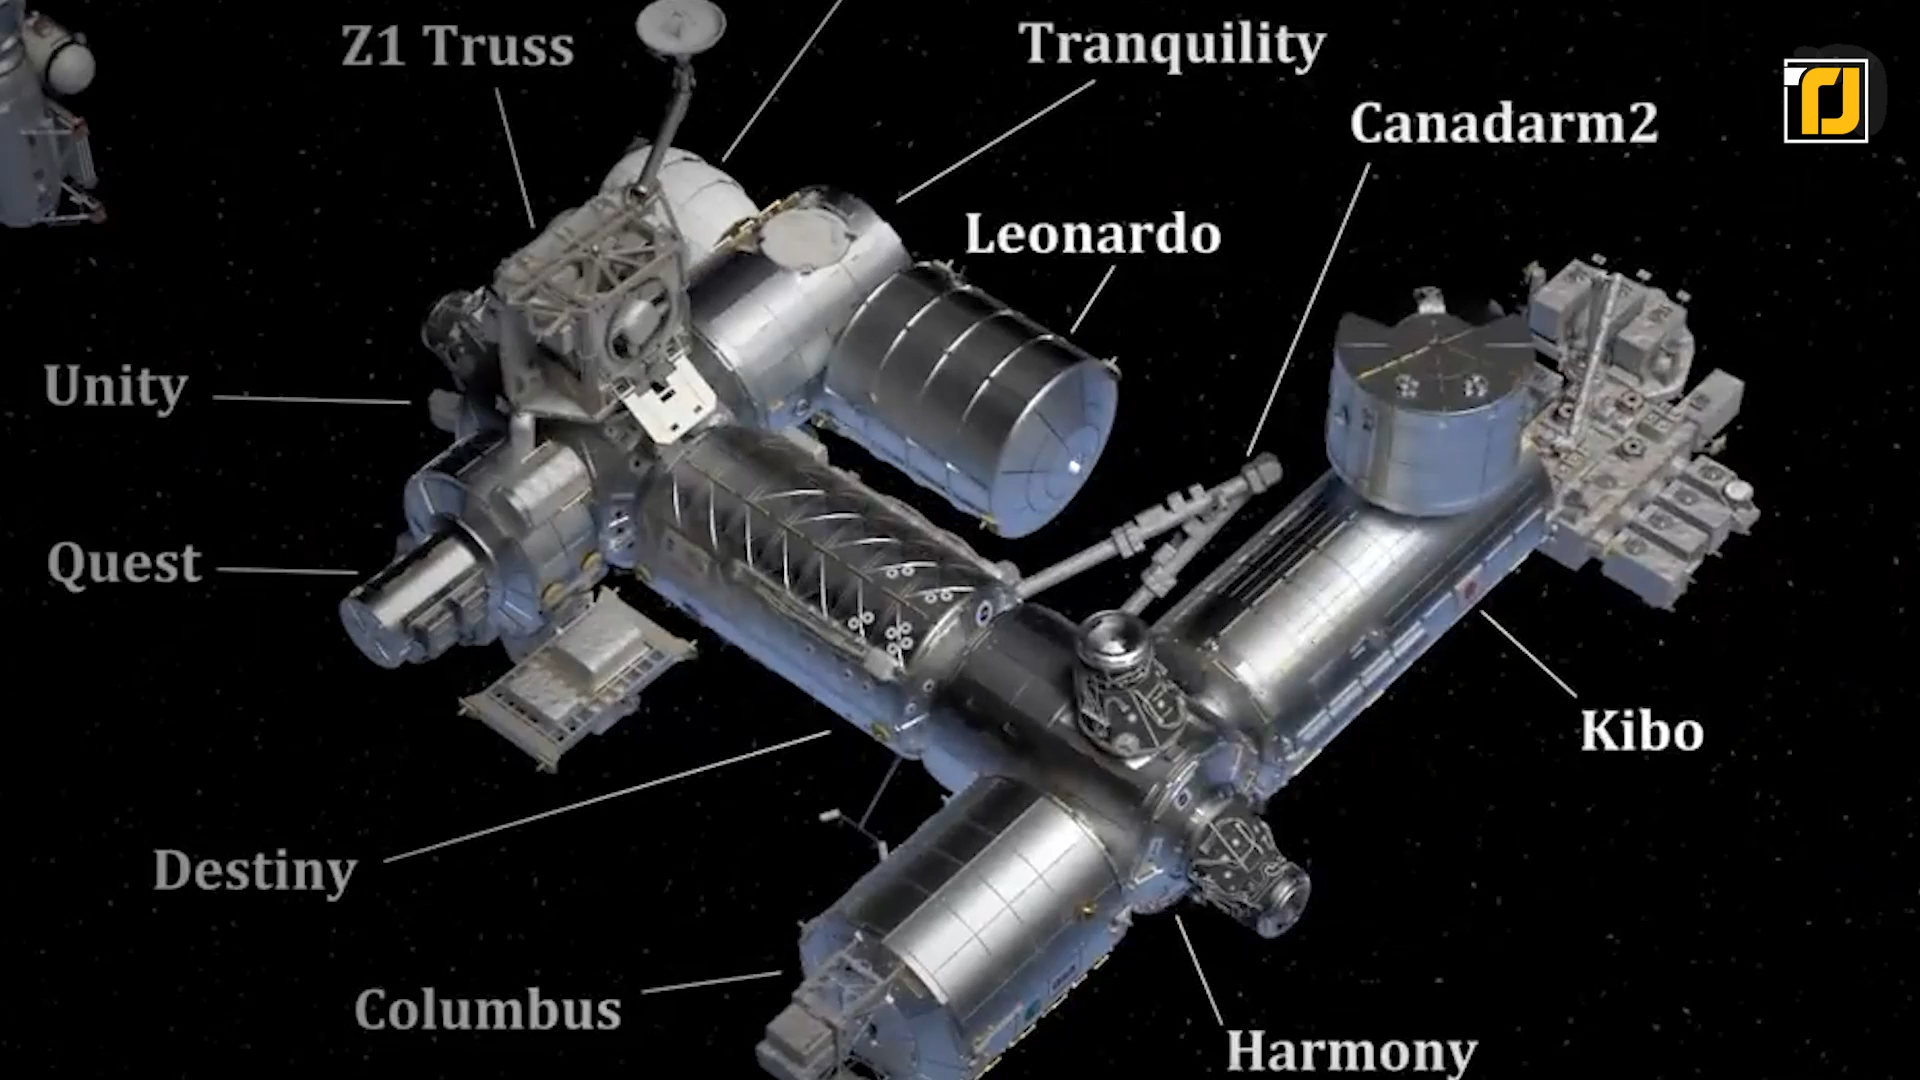 Z1 Truss
Tranquility
Canadarm2
Leonardo
Unity
Quest
Kibo
Destiny
Columbus
Harmony